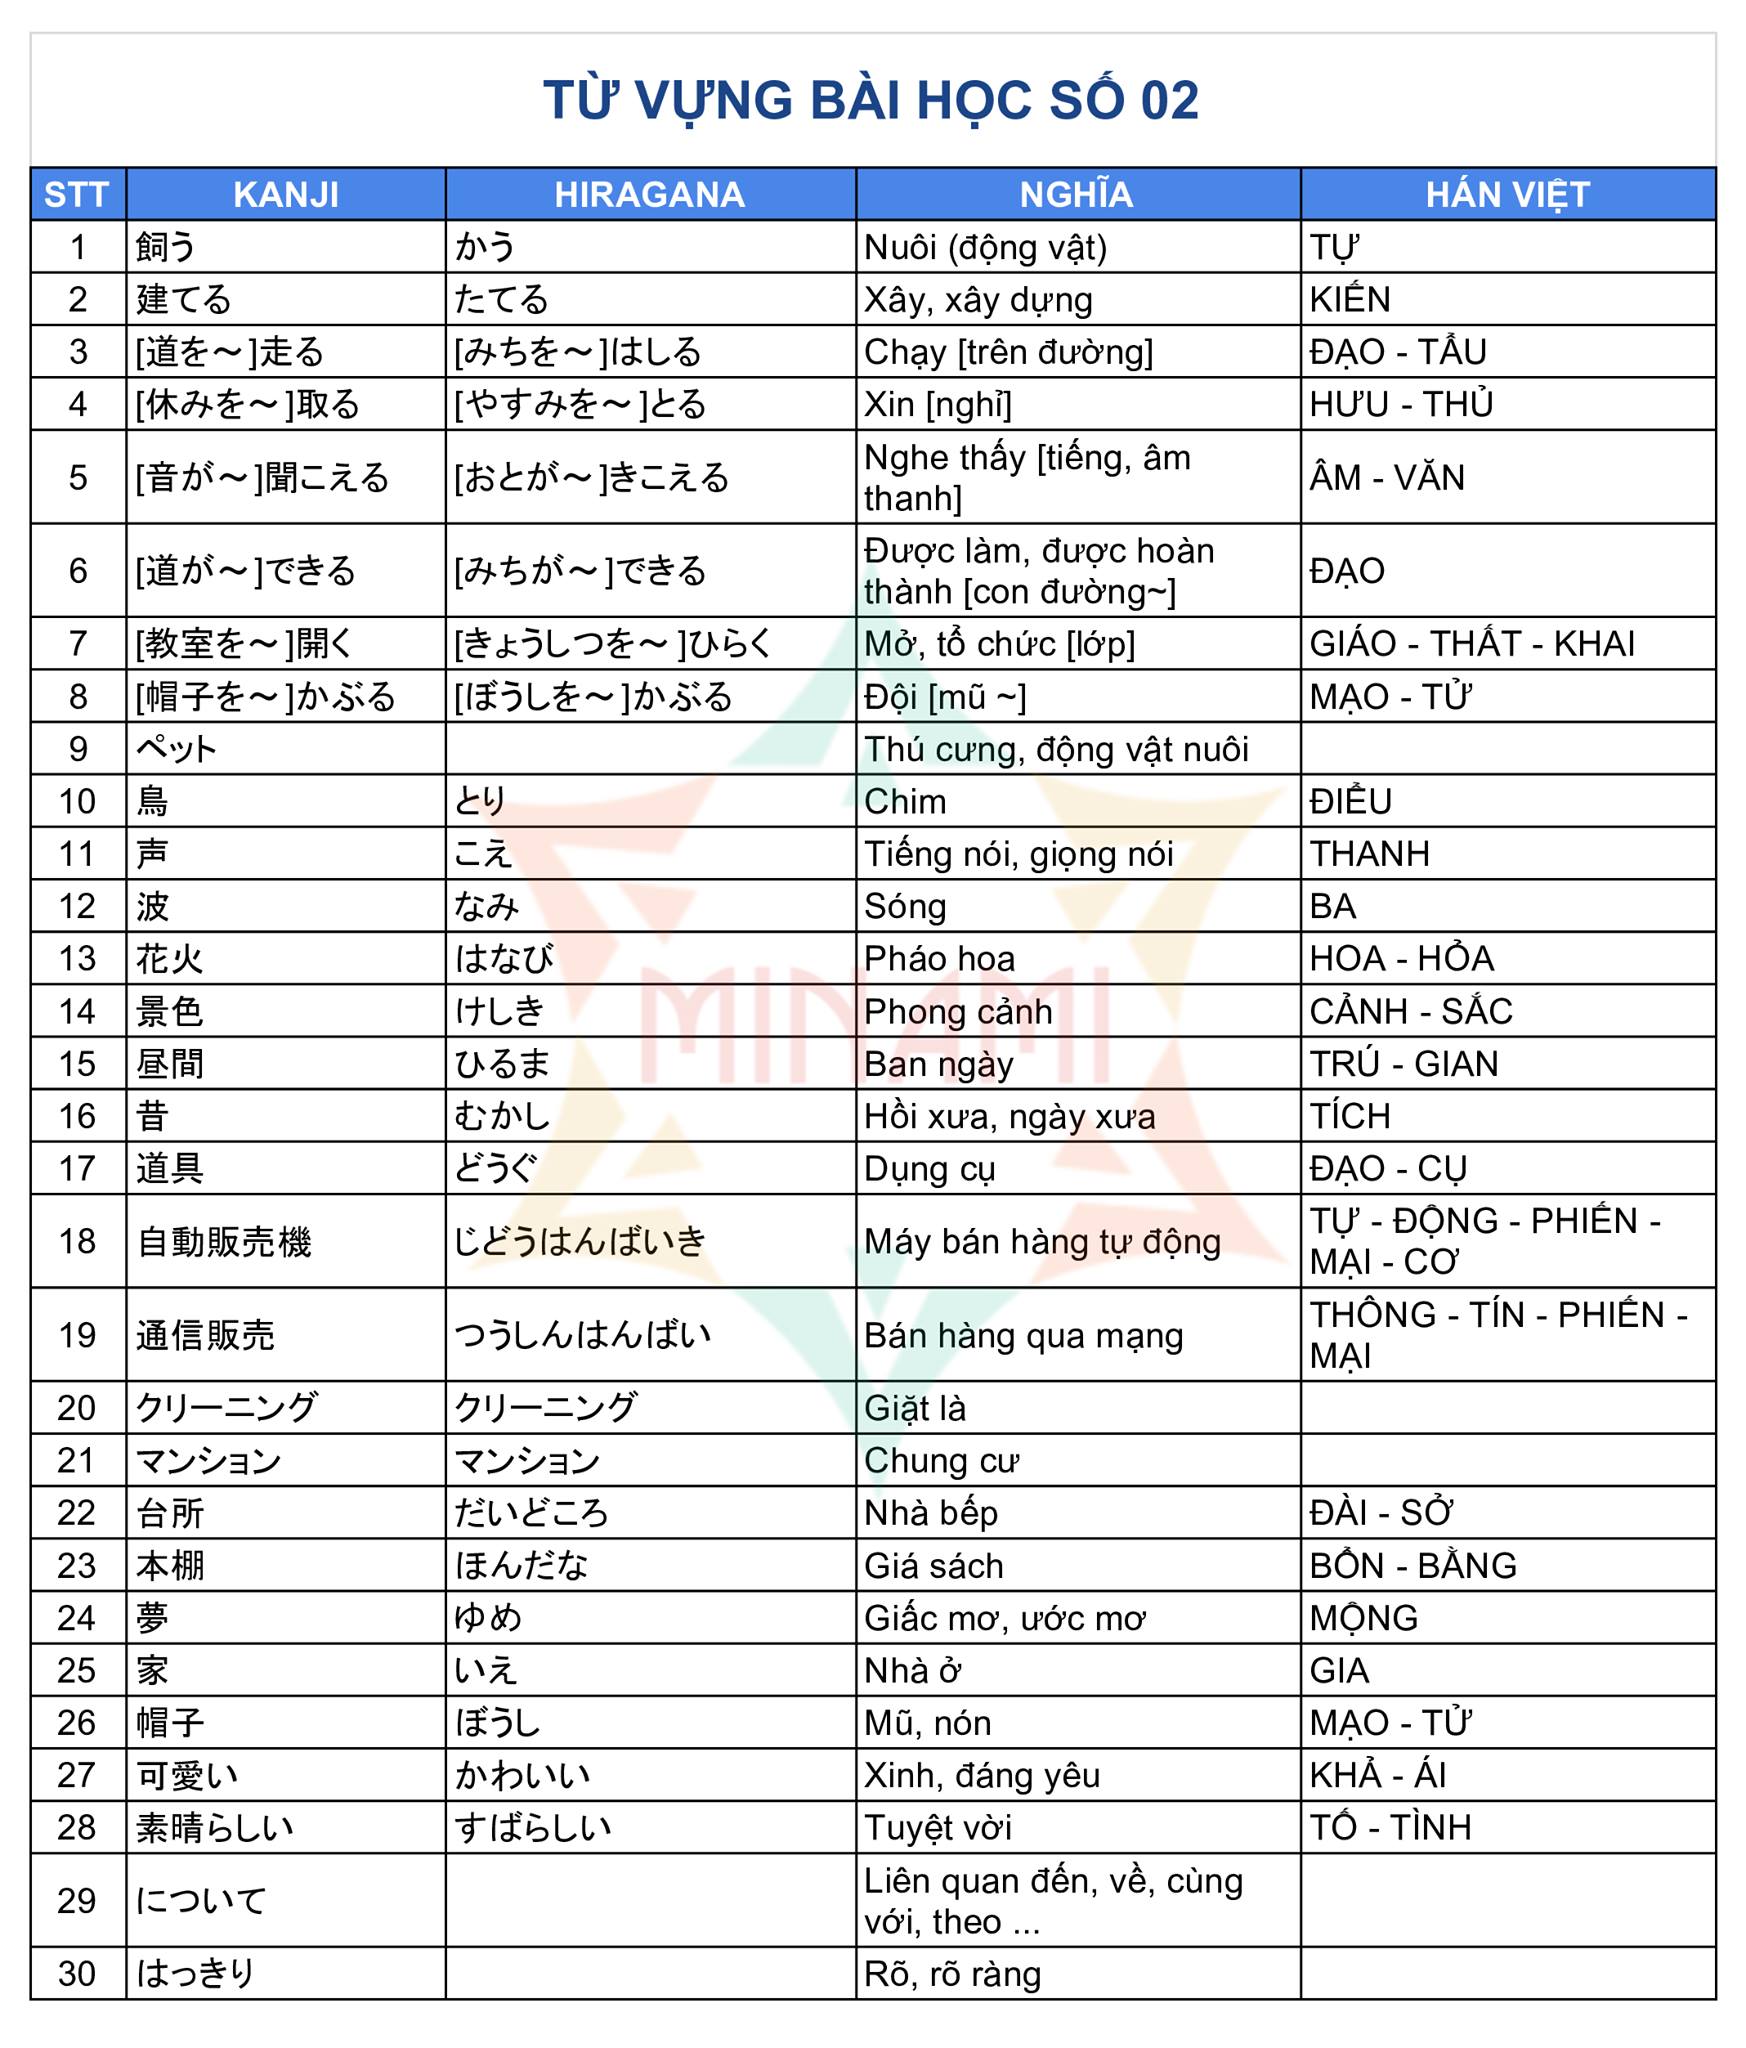 TỪ VỰNG BÀI HỌC SỐ 02
STT KANJI HIRAGANA NGHĨA HÁN VIỆT
1 飼う かう Nuôi (động vật) TỰ
2 建てる たてる Xây, xây dựng KIẾN
3 [道を～]走る [みちを～]はしる Chạy [trên đường] ĐẠO - TẨU
4 [休みを～]取る [やすみを～]とる Xin [nghỉ] HƯU - THỦ
5 [音が～]聞こえる [おとが～]きこえる Nghe thấy [tiếng, âm
thanh] ÂM - VĂN
6 [道が～]できる [みちが～]できる Được làm, được hoàn
thành [con đường~] ĐẠO
7 [教室を～]開く [きょうしつを～]ひらく Mở, tổ chức [lớp] GIÁO - THẤT - KHAI
8 [帽子を～]かぶる [ぼうしを～]かぶる Đội [mũ ~] MẠO - TỬ
9 ペット Thú cưng, động vật nuôi
10 鳥 とり Chim ĐIỂU
11 声 こえ Tiếng nói, giọng nói THANH
12 波 なみ Sóng BA
13 花火 はなび Pháo hoa HOA - HỎA
MINAMI
14 景色 けしき Phong cảnh CẢNH - SẮC
15 昼間 ひるま Ban ngày TRÚ - GIAN
16 昔 むかし Hồi xưa, ngày xưa TÍCH
17 道具 どうぐ Dụng cụ ĐẠO - CỤ
18 自動販売機 じどうはんばいき Máy bán hàng tự động TỰ - ĐỘNG - PHIẾN -
MẠI - CƠ
19 通信販売 つうしんはんばい Bán hàng qua mạng THÔNG - TÍN - PHIẾN -
MẠI
20 クリーニング クリーニング Giặt là
21 マンション マンション Chung cư
22 台所 だいどころ Nhà bếp ĐÀI - SỞ
23 本棚 ほんだな Giá sách BỔN - BẰNG
24 夢 ゆめ Giấc mơ, ước mơ MỘNG
25 家 いえ Nhà ở GIA
26 帽子 ぼうし Mũ, nón MẠO - TỬ
27 可愛い かわいい Xinh, đáng yêu KHẢ - ÁI
28 素晴らしい すばらしい Tuyệt vời TỐ - TÌNH
29 について Liên quan đến, về, cùng
với, theo ...
30 はっきり Rõ, rõ ràng